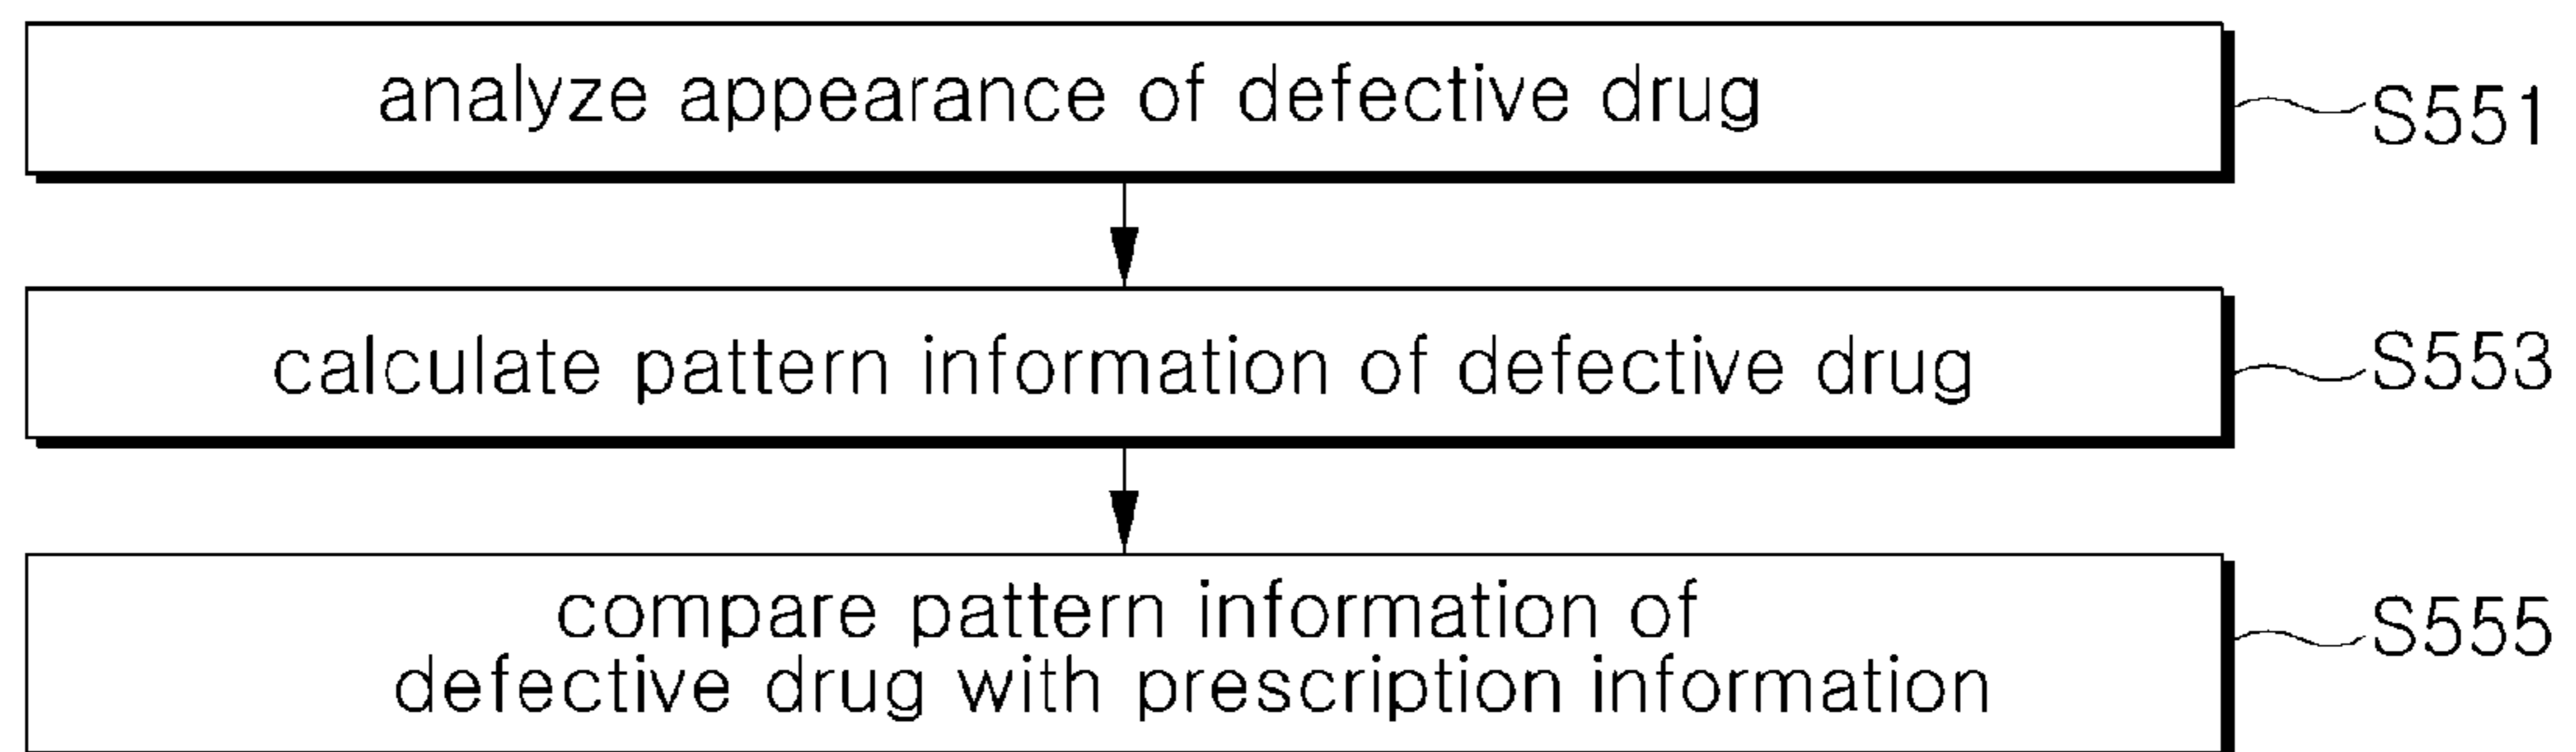 analyze appearance of defective drug
S551
calculate pattern information of defective drug
S553
compare pattern information of
defective drug with prescription information
S555